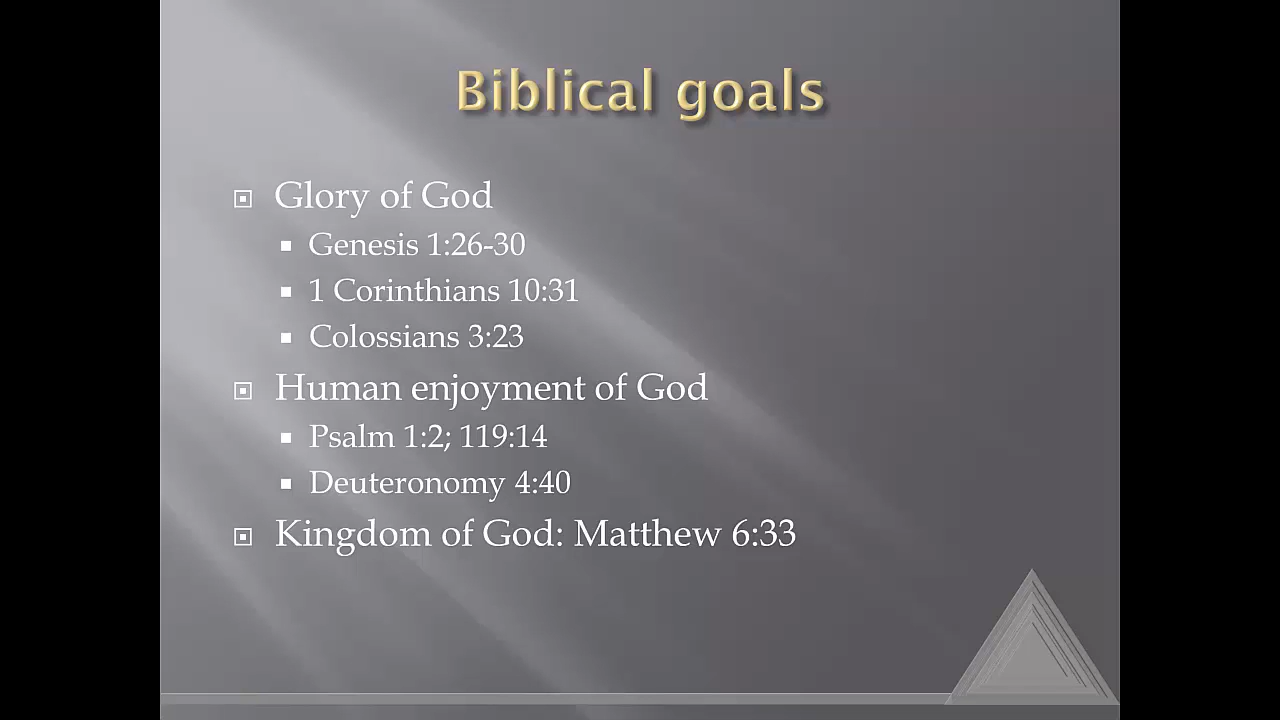 Biblical goals
Glory of God
Genesis 1:26-30
1 Corinthians 10:31
Colossians 3:23
Human enjoyment of God
Psalm 1:2; 119:14
Deuteronomy 4:40
Kingdom of God: Matthew 6:33